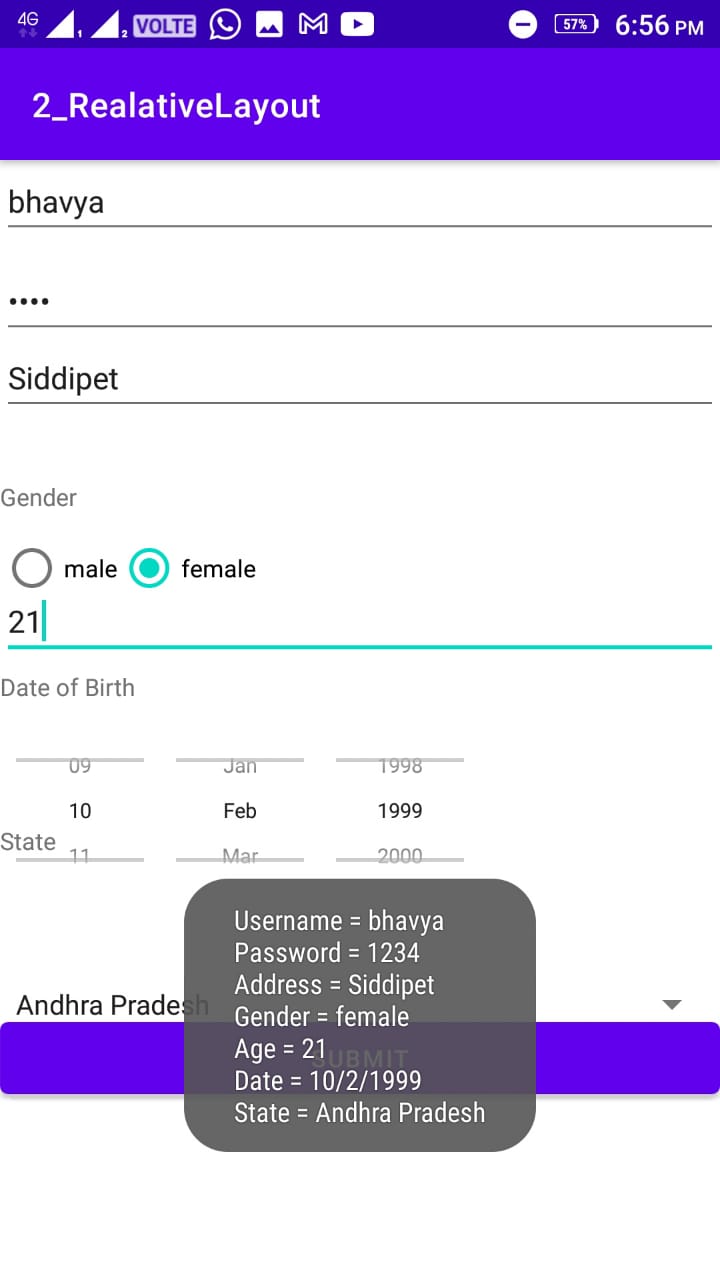 4G 1 2 VOLTE 57% 6:56 PM
2_RealativeLayout
bhavya
••••
Siddipet
Gender
male female
21
Date of Birth
09 Jan 1998
10 Feb 1999
State
11 Mar 2000
Andhra Pradesh
SUBMIT
Username = bhavya
Password = 1234
Address = Siddipet
Gender = female
Age = 21
Date = 10/2/1999
State = Andhra Pradesh